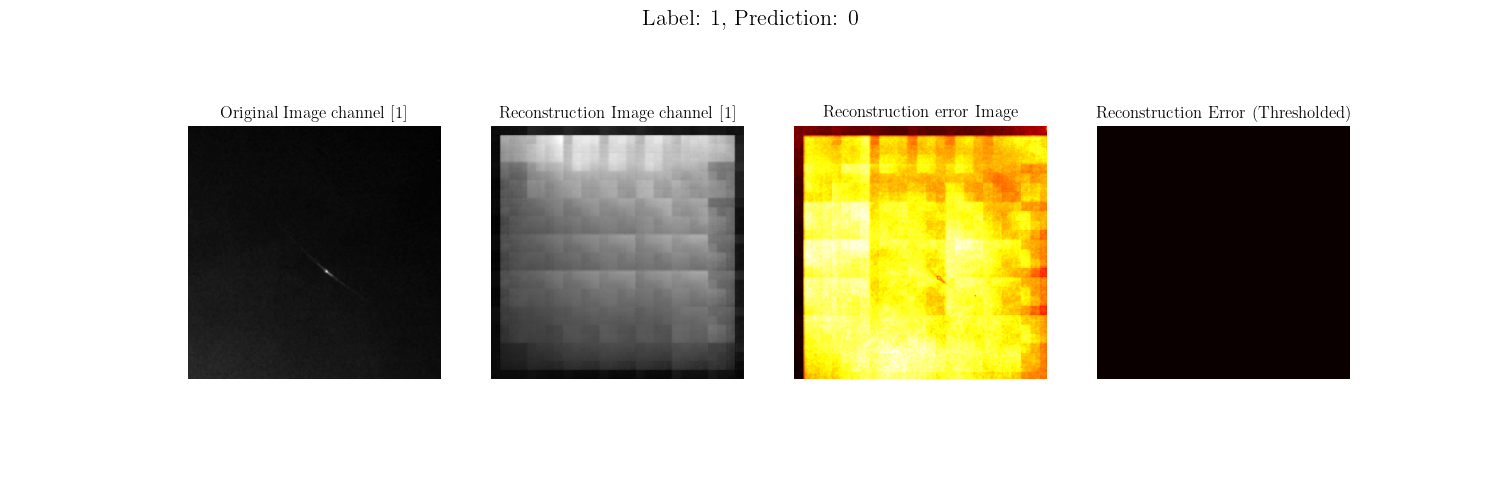 Label: 1, Prediction: 0
Original Image channel [1]
Reconstruction Image channel [1]
Reconstruction error Image
Reconstruction Error (Thresholded)